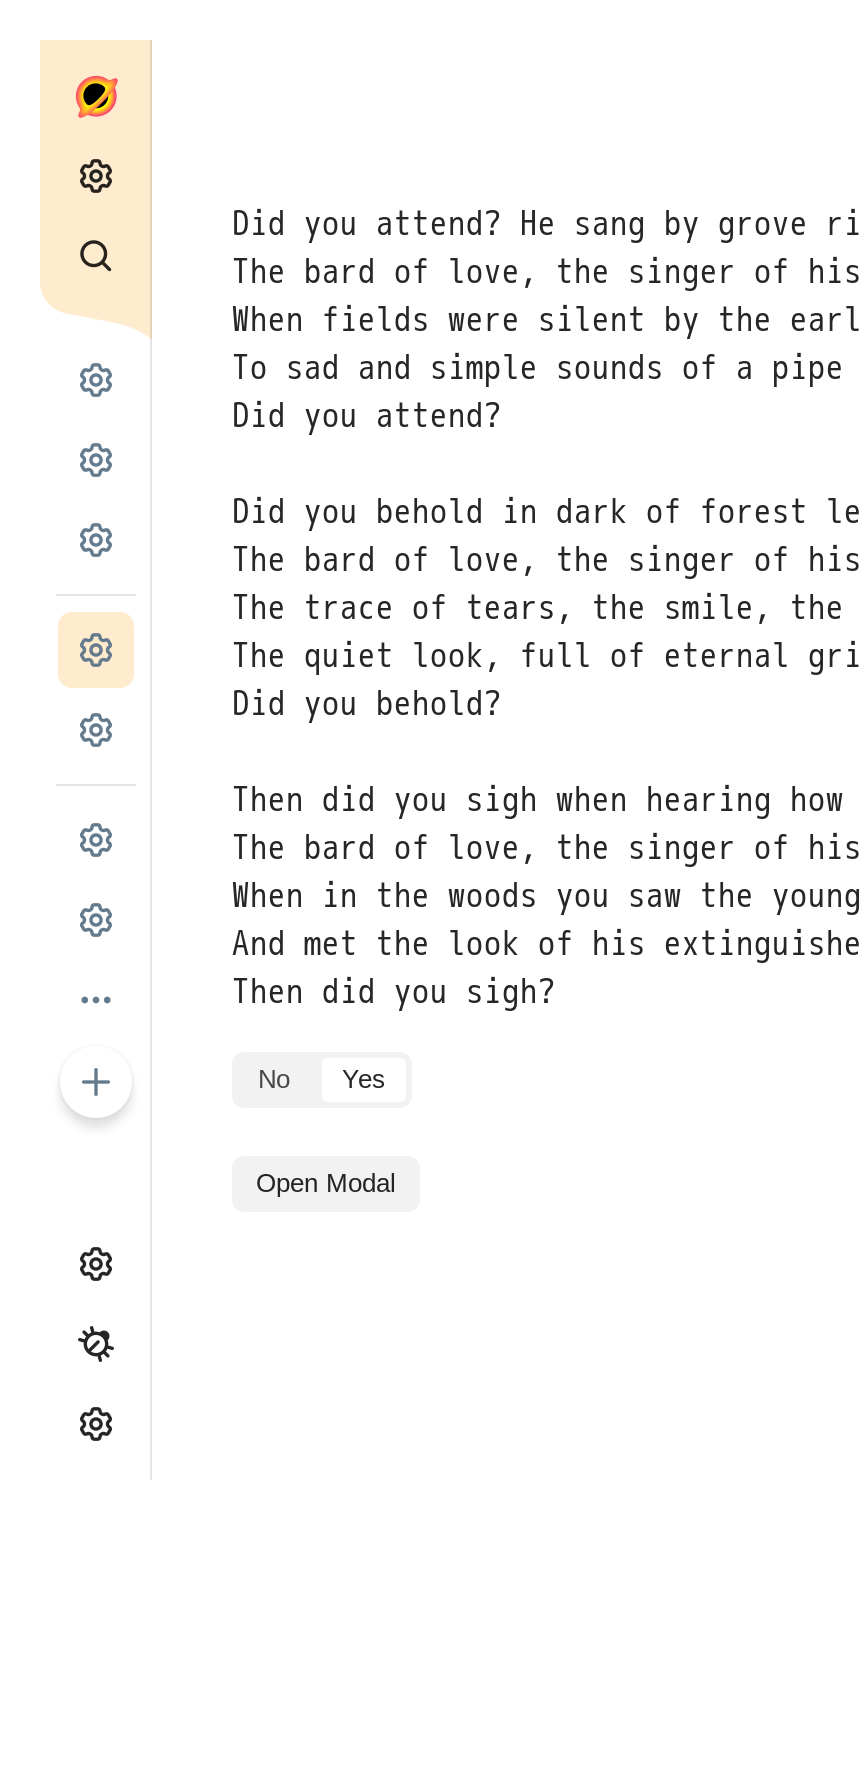 Did you attend? He sang by grove ri
The bard of love, the singer of his
When fields were silent by the earl
To sad and simple sounds of a pipe
Did you attend?
Did you behold in dark of forest le
The bard of love, the singer of his
The trace of tears, the smile, the
The quiet look, full of eternal gri
Did you behold?
Then did you sigh when hearing how
The bard of love, the singer of his
When in the woods you saw the young
And met the look of his extinguishe
Then did you sigh?
No Yes
Open Modal